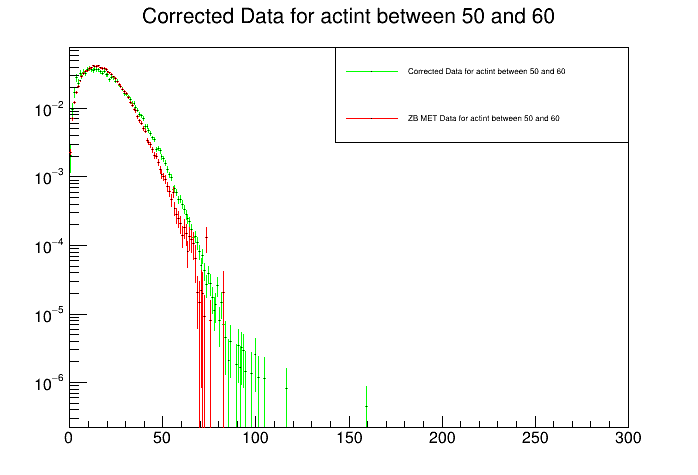 Corrected Data for actint between 50 and 60
Corrected Data for actint between 50 and 60
ZB MET Data for actint between 50 and 60
10−2
10−3
10−4
10−5
10−6
0 50 100 150 200 250 300